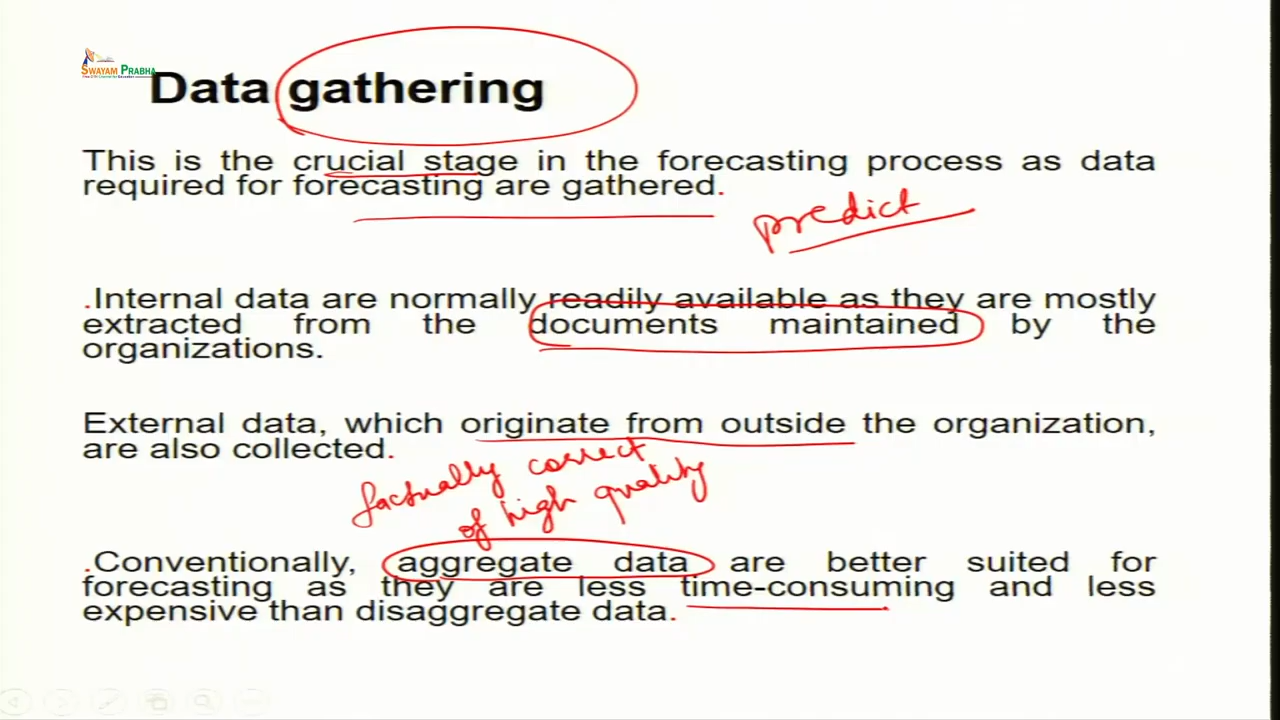 SWAYAM PRABHA
Data gathering
This is the crucial stage in the forecasting process as data
required for forecasting are gathered.
predict
.Internal data are normally readily available as they are mostly
extracted from the documents maintained by the
organizations.
External data, which originate from outside the organization,
are also collected.
factually correct
of high quality
.Conventionally, aggregate data are better suited for
forecasting as they are less time-consuming and less
expensive than disaggregate data.